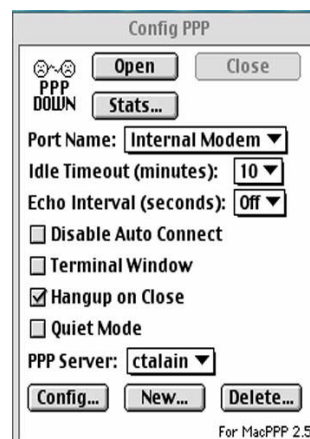 Config PPP
Open Close
PPP
DOWN Stats...
Port Name: Internal Modem
Idle Timeout (minutes): 10
Echo Interval (seconds): Off
Disable Auto Connect
Terminal Window
Hangup on Close
Quiet Mode
PPP Server: ctalain
Config... New... Delete...
For MacPPP 2.5